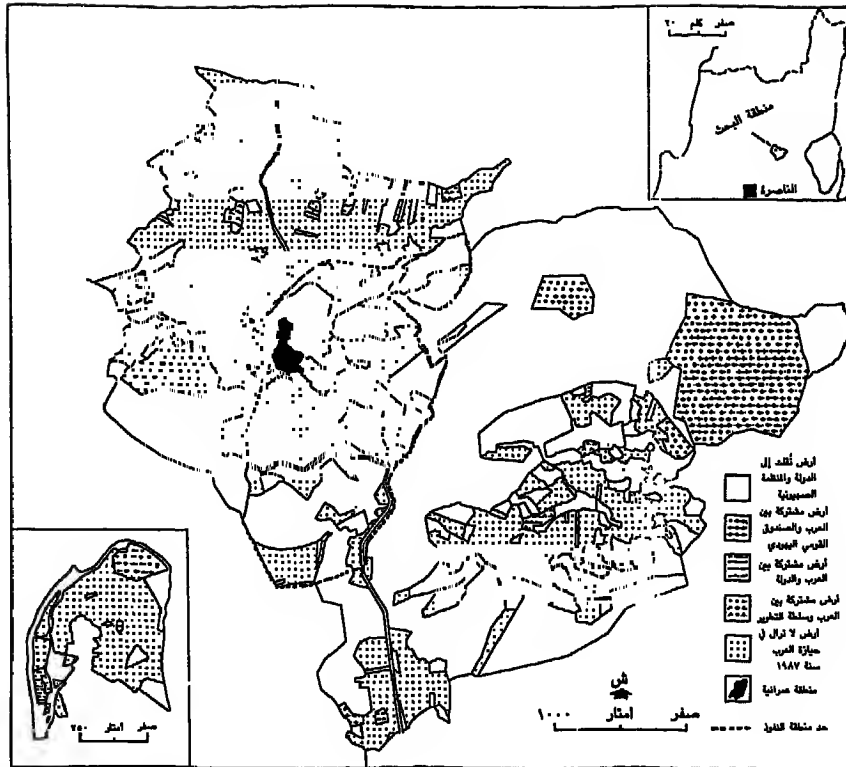 صفر كلم ٢٠
منطقة البحث
الناصرة
أرض نُقلت إلى
الدولة والمنظمة
الصهيونية
أرض مشتركة بين
العرب والصندوق
القومي اليهودي
أرض مشتركة بين
العرب والدولة
أرض مشتركة بين
العرب وسلطة التطوير
أرض لا تزال في
حيازة العرب
سنة ١٩٨٧
منطقة عمرانية
حد منطقة النفوذ
ش
صفر أمتار ١٠٠٠
صفر أمتار ٢٥٠